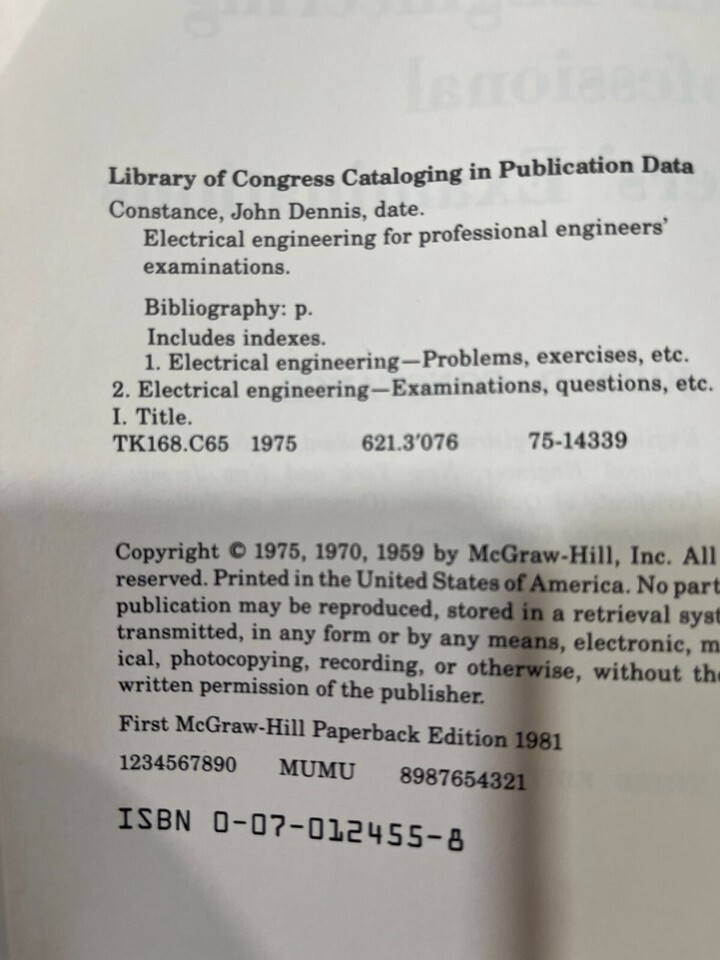 Library of Congress Cataloging in Publication Data
Constance, John Dennis, date.
Electrical engineering for professional engineers'
examinations.
Bibliography: p.
Includes indexes.
1. Electrical engineering—Problems, exercises, etc.
2. Electrical engineering—Examinations, questions, etc.
I. Title.
TK168.C65 1975 621.3'076 75-14339
Copyright © 1975, 1970, 1959 by McGraw-Hill, Inc. All
reserved. Printed in the United States of America. No part
publication may be reproduced, stored in a retrieval syst
transmitted, in any form or by any means, electronic, m
ical, photocopying, recording, or otherwise, without the
written permission of the publisher.
First McGraw-Hill Paperback Edition 1981
1234567890 MUMU 8987654321
ISBN 0-07-012455-8